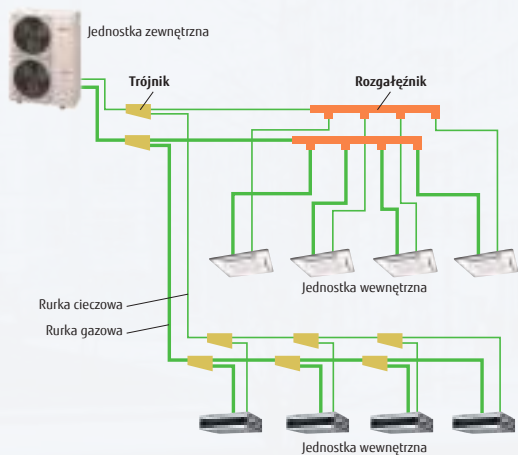 Jednostka zewnętrzna
Trójnik
Rozgałęźnik
Jednostka wewnętrzna
Rurka cieczowa
Rurka gazowa
Jednostka wewnętrzna